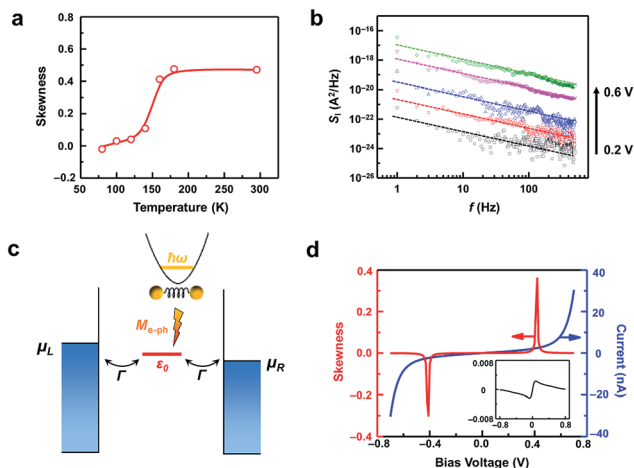 a
Skewness
0.8
0.6
0.4
0.2
0.0
−0.2
50 100 150 200 250 300
Temperature (K)
b
S_i (A²/Hz)
10⁻¹⁶
10⁻¹⁸
10⁻²⁰
10⁻²²
10⁻²⁴
10⁻²⁶
1 10 100
f (Hz)
0.6 V
0.2 V
c
ħω
M_e-ph
μ_L
μ_R
Γ
Γ
ε₀
d
Skewness
0.4
0.2
0.0
−0.2
−0.4
−0.8 −0.4 0.0 0.4 0.8
Bias Voltage (V)
40
20
0
−20
−40
Current (nA)
0.008
0
−0.008
−0.8 0 0.8